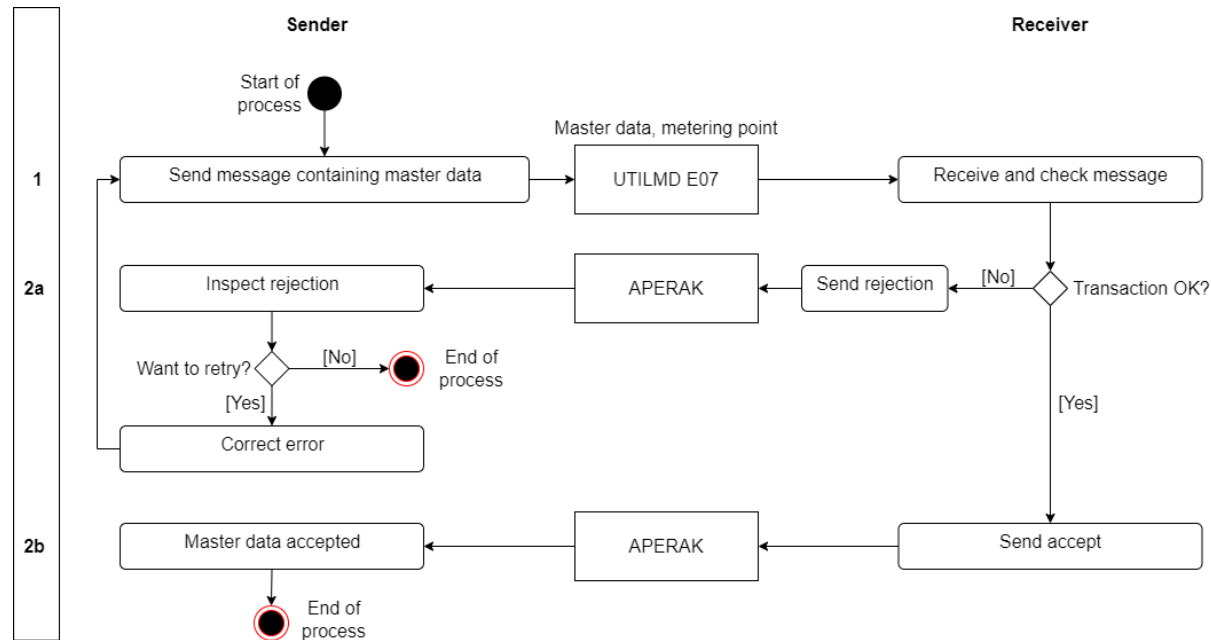 Sender
Receiver
Start of
process
Master data, metering point
1
Send message containing master data
UTILMD E07
Receive and check message
2a
Inspect rejection
APERAK
Send rejection
[No]
Transaction OK?
Want to retry?
[No]
End of
process
[Yes]
[Yes]
Correct error
2b
Master data accepted
APERAK
Send accept
End of
process